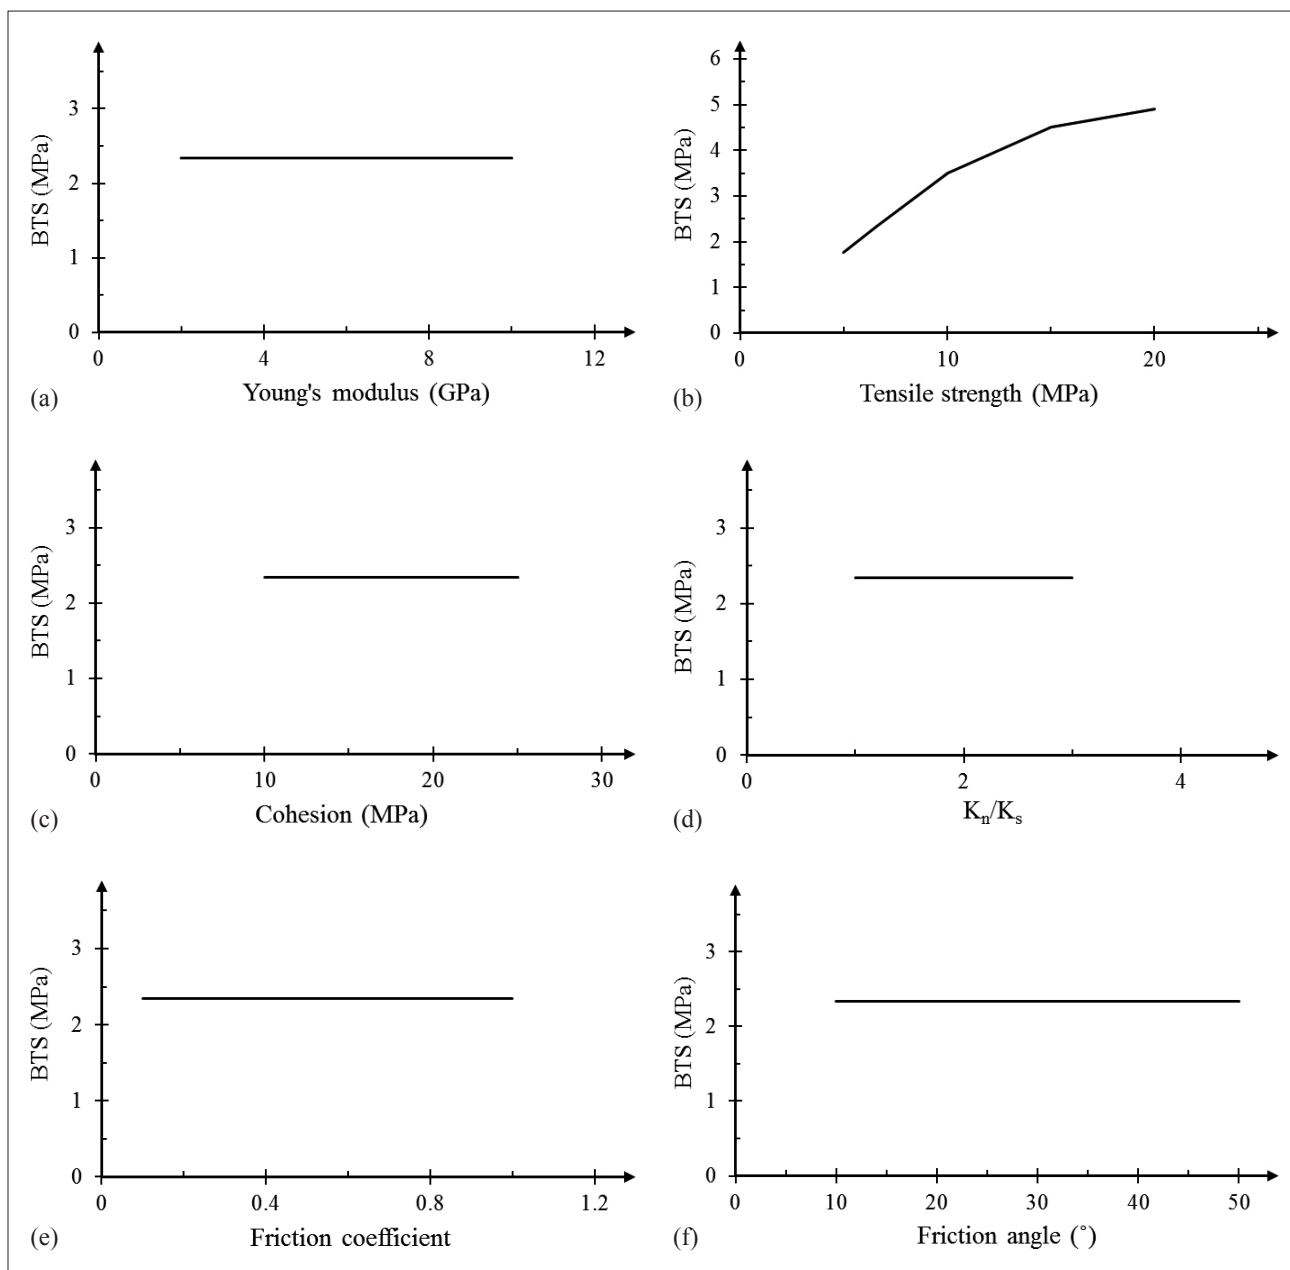 3
2
1
0
BTS (MPa)
0
4
8
12
Young's modulus (GPa)
(a)
6
5
4
3
2
1
0
BTS (MPa)
0
10
20
Tensile strength (MPa)
(b)
3
2
1
0
BTS (MPa)
0
10
20
30
Cohesion (MPa)
(c)
3
2
1
0
BTS (MPa)
0
2
4
Kn/Ks
(d)
3
2
1
0
BTS (MPa)
0
0.4
0.8
1.2
Friction coefficient
(e)
3
2
1
0
BTS (MPa)
0
10
20
30
40
50
Friction angle (°)
(f)